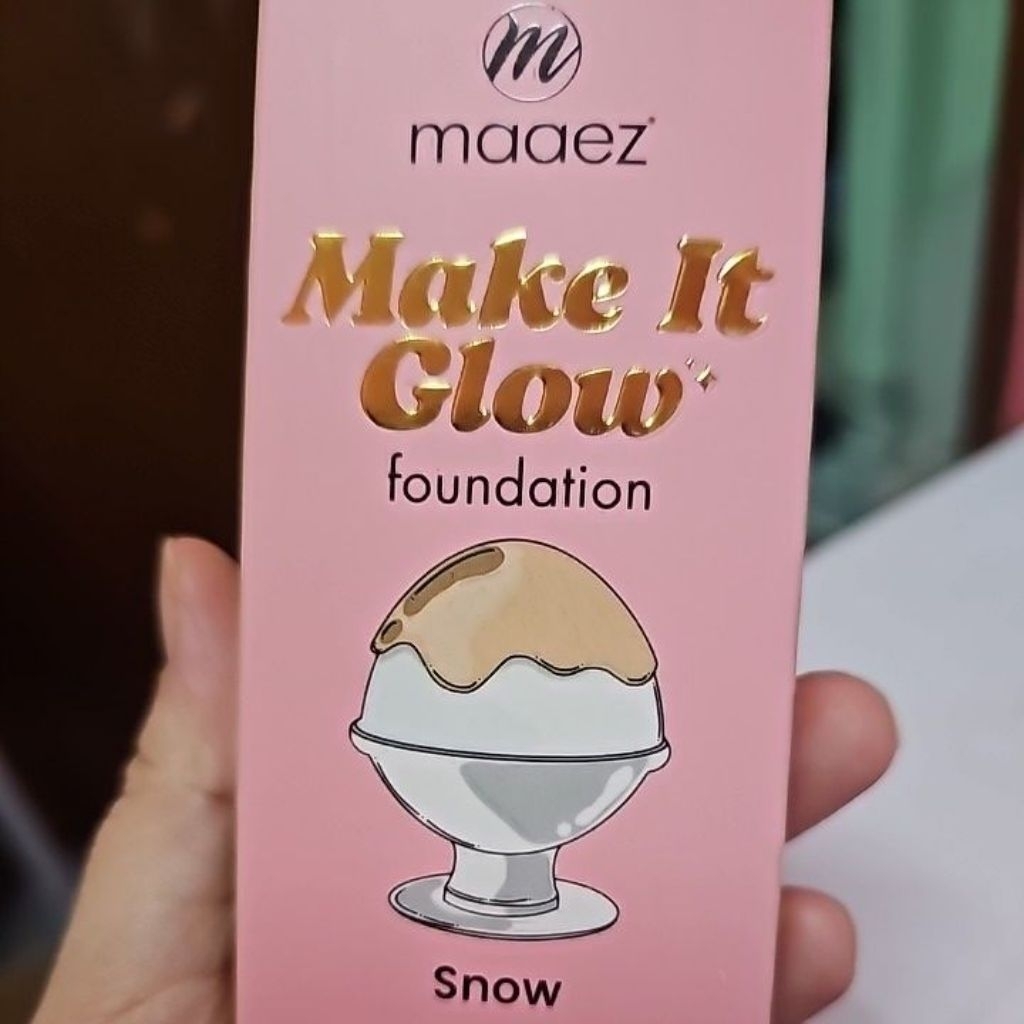 m
maaez
Make It
Glow
foundation
Snow